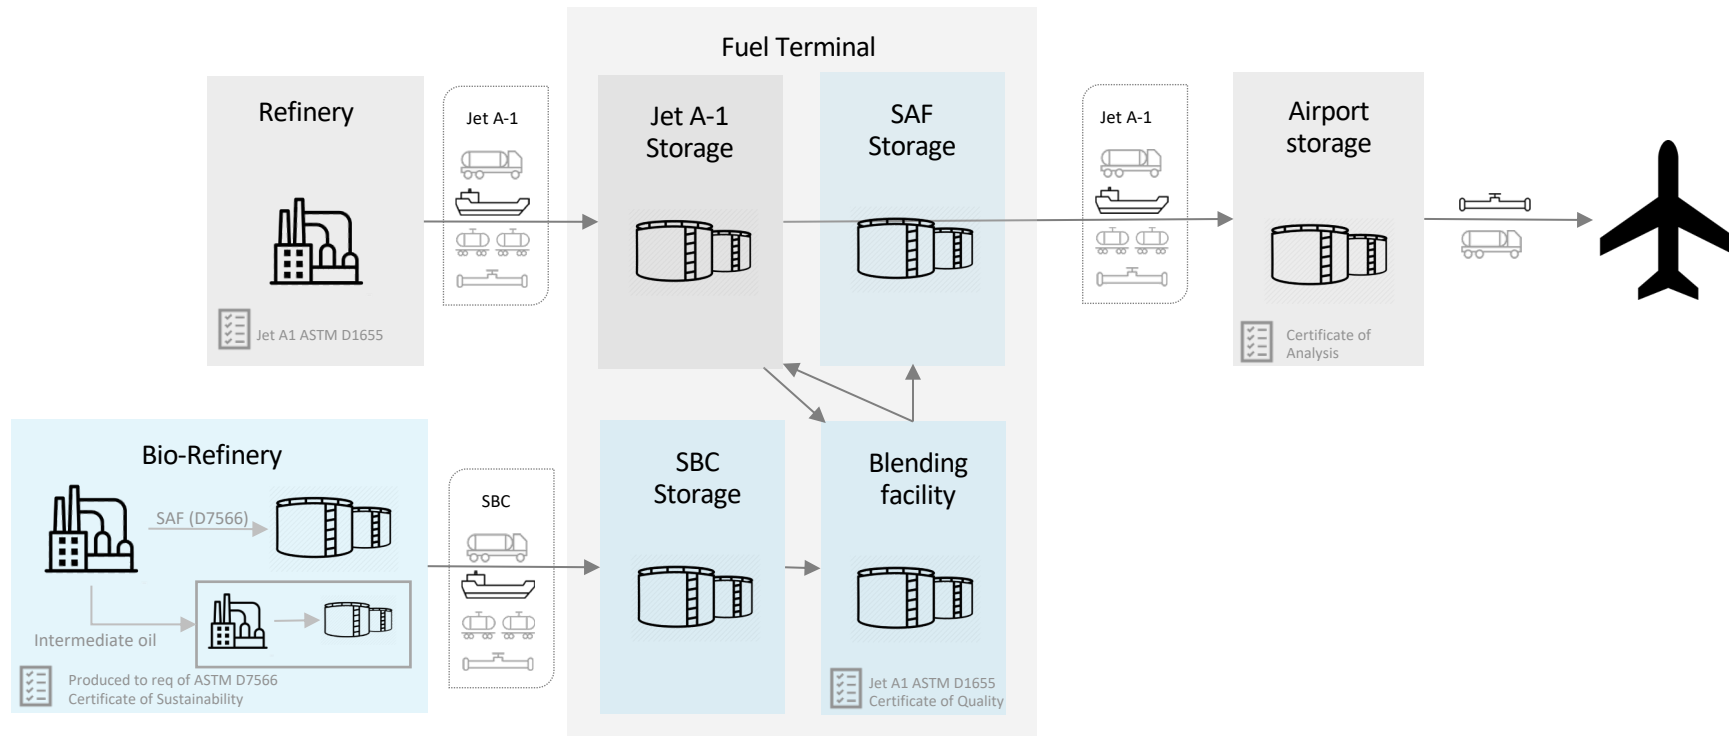 Fuel Terminal
Refinery
Jet A1 ASTM D1655
Jet A-1
Jet A-1
Storage
SAF
Storage
Jet A-1
Airport
storage
Certificate of
Analysis
Bio-Refinery
SAF (D7566)
Intermediate oil
Produced to req of ASTM D7566
Certificate of Sustainability
SBC
SBC
Storage
Blending
facility
Jet A1 ASTM D1655
Certificate of Quality